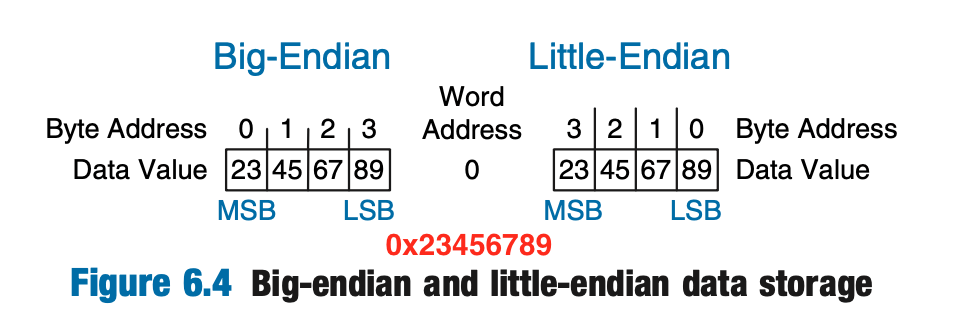 Big-Endian Little-Endian
Word
Byte Address 0 1 2 3 Address 3 2 1 0 Byte Address
Data Value 23 45 67 89 0 23 45 67 89 Data Value
MSB LSB MSB LSB
0x23456789
Figure 6.4 Big-endian and little-endian data storage